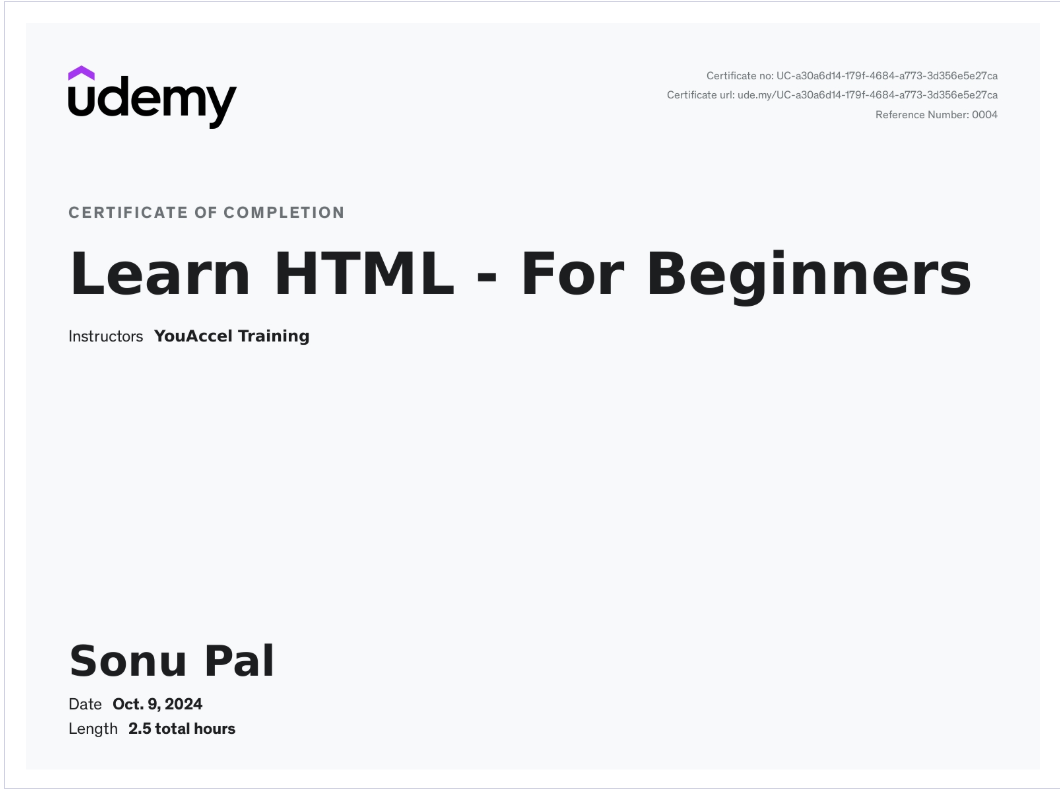 udemy
Certificate no: UC-a30a6d14-179f-4684-a773-3d356e5e27ca
Certificate url: ude.my/UC-a30a6d14-179f-4684-a773-3d356e5e27ca
Reference Number: 0004
CERTIFICATE OF COMPLETION
Learn HTML - For Beginners
Instructors YouAccel Training
Sonu Pal
Date Oct. 9, 2024
Length 2.5 total hours